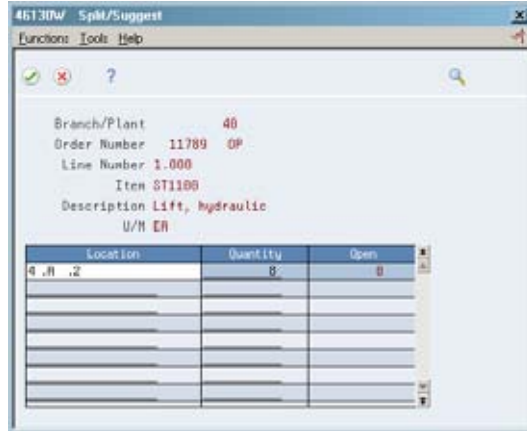 46130W Split/Suggest
Functions Tools Help
?
Branch/Plant 40
Order Number 11789 OP
Line Number 1.000
Item ST1100
Description Lift, hydraulic
U/M EA
Location Quantity Open
4 .A .2 8